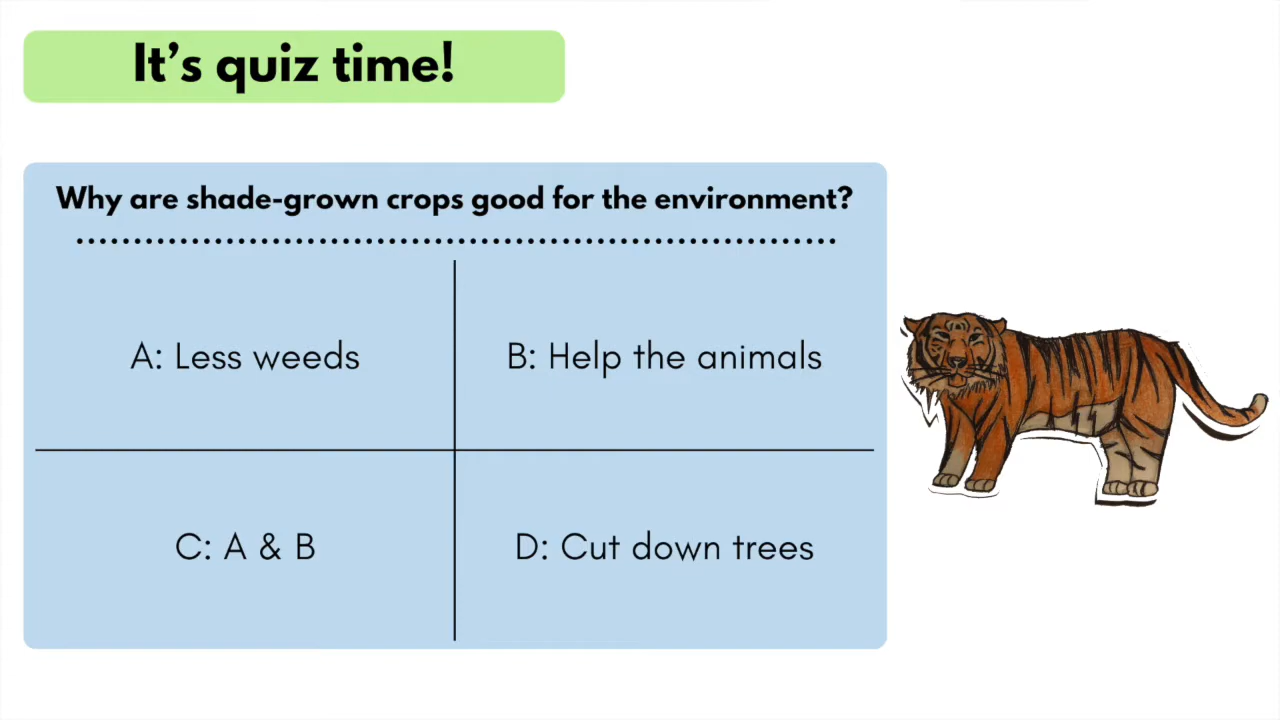 It’s quiz time!
Why are shade-grown crops good for the environment?
A: Less weeds
B: Help the animals
C: A & B
D: Cut down trees